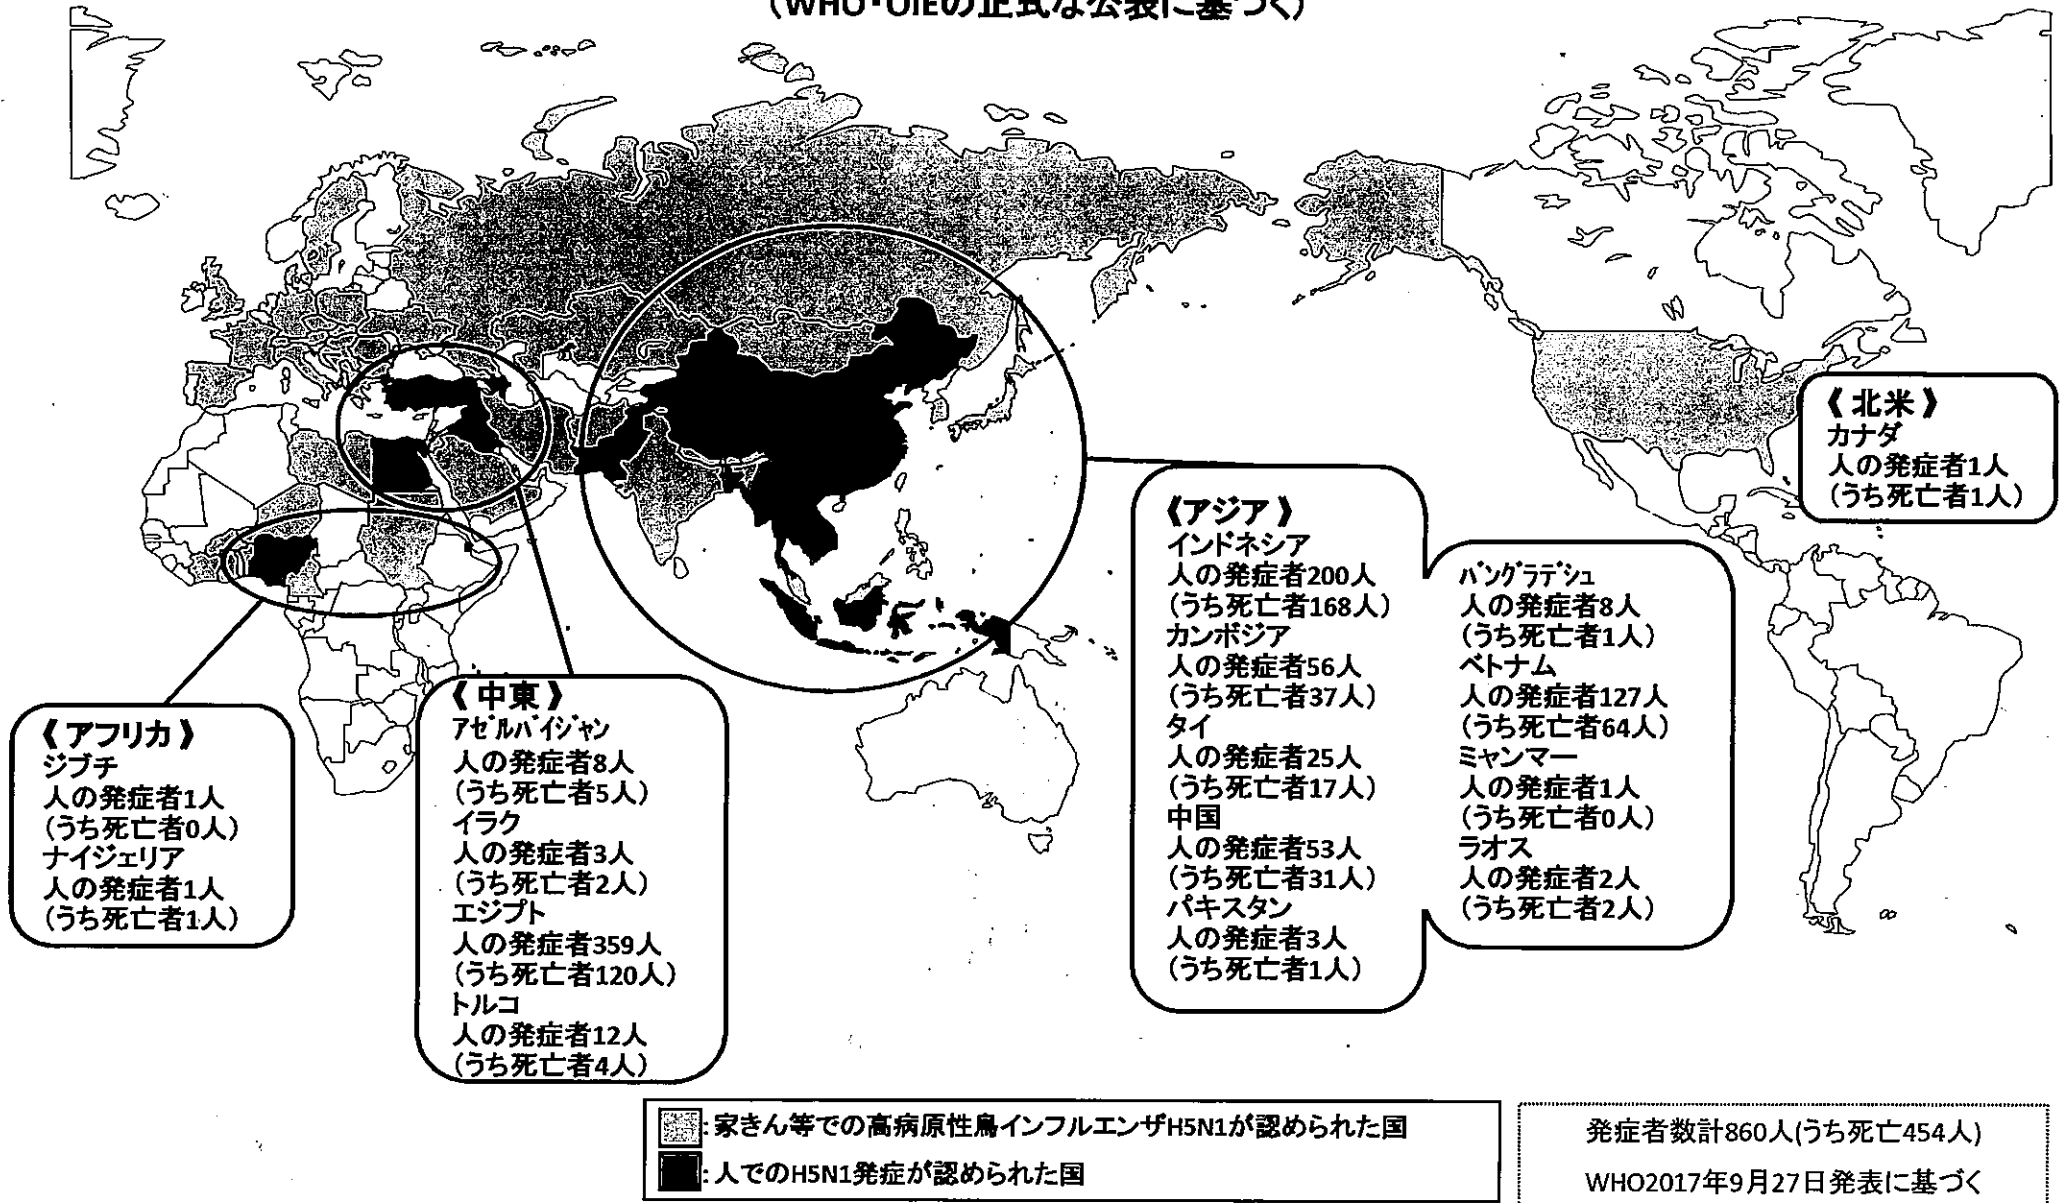 (WHO・OIEの正式な公表に基づく)
《 北米 》
カナダ
人の発症者1人
(うち死亡者1人)
《アジア 》
インドネシア
人の発症者200人
(うち死亡者168人)
カンボジア
人の発症者56人
(うち死亡者37人)
タイ
人の発症者25人
(うち死亡者17人)
中国
人の発症者53人
(うち死亡者31人)
パキスタン
人の発症者3人
(うち死亡者1人)
バングラデシュ
人の発症者8人
(うち死亡者1人)
ベトナム
人の発症者127人
(うち死亡者64人)
ミャンマー
人の発症者1人
(うち死亡者0人)
ラオス
人の発症者2人
(うち死亡者2人)
《 中東 》
アゼルバイジャン
人の発症者8人
(うち死亡者5人)
イラク
人の発症者3人
(うち死亡者2人)
エジプト
人の発症者359人
(うち死亡者120人)
トルコ
人の発症者12人
(うち死亡者4人)
《 アフリカ 》
ジブチ
人の発症者1人
(うち死亡者0人)
ナイジェリア
人の発症者1人
(うち死亡者1人)
:家きん等での高病原性鳥インフルエンザH5N1が認められた国
:人でのH5N1発症が認められた国
発症者数計860人(うち死亡454人)
WHO2017年9月27日発表に基づく